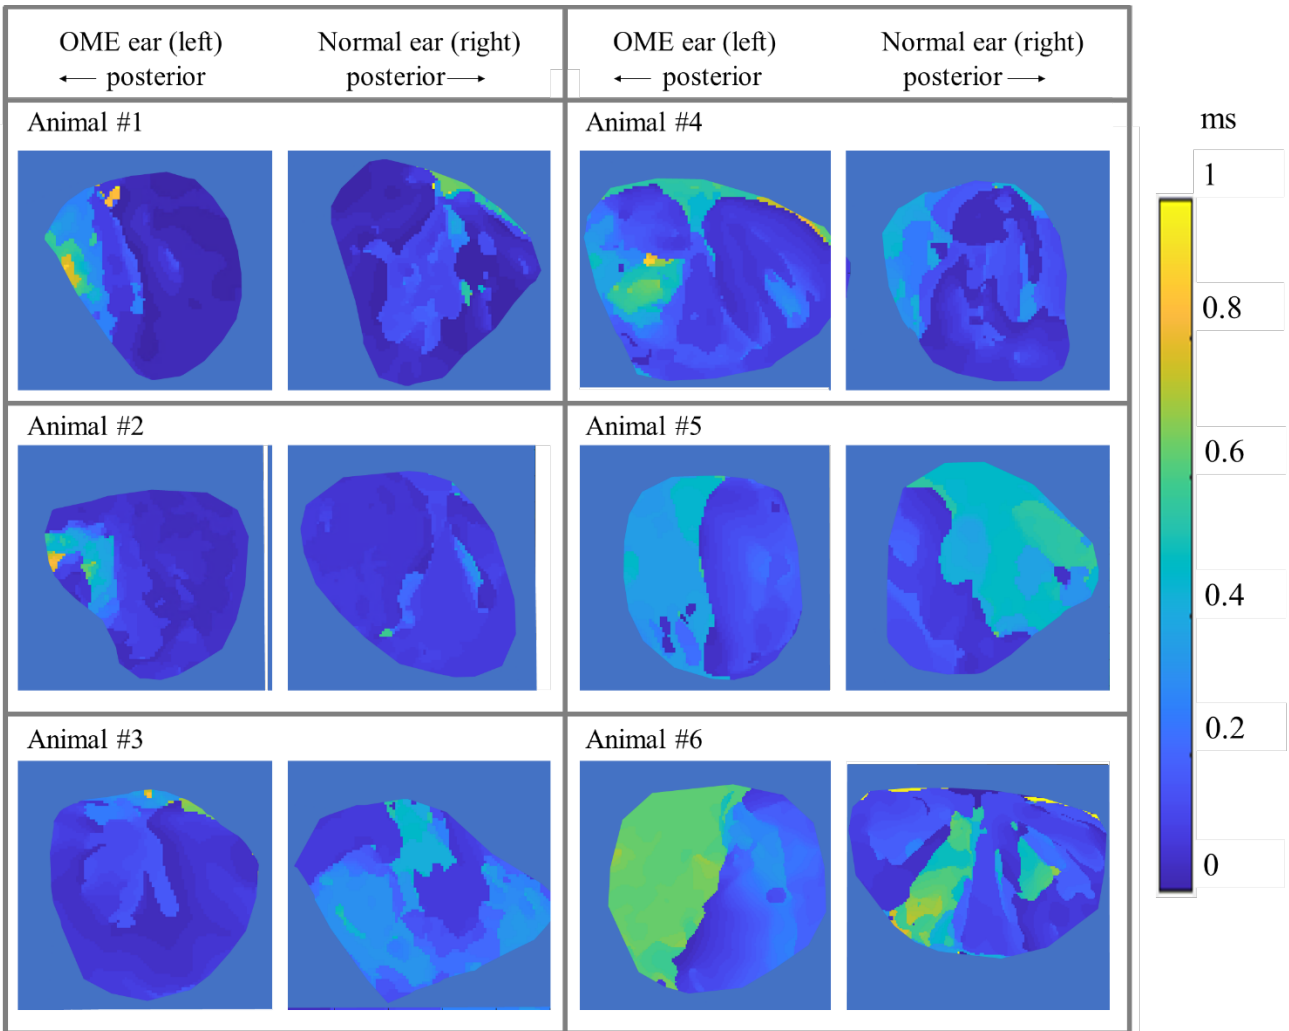 OME ear (left)
← posterior
Normal ear (right)
posterior →
OME ear (left)
← posterior
Normal ear (right)
posterior →
Animal #1
Animal #4
Animal #2
Animal #5
Animal #3
Animal #6
ms
1
0.8
0.6
0.4
0.2
0